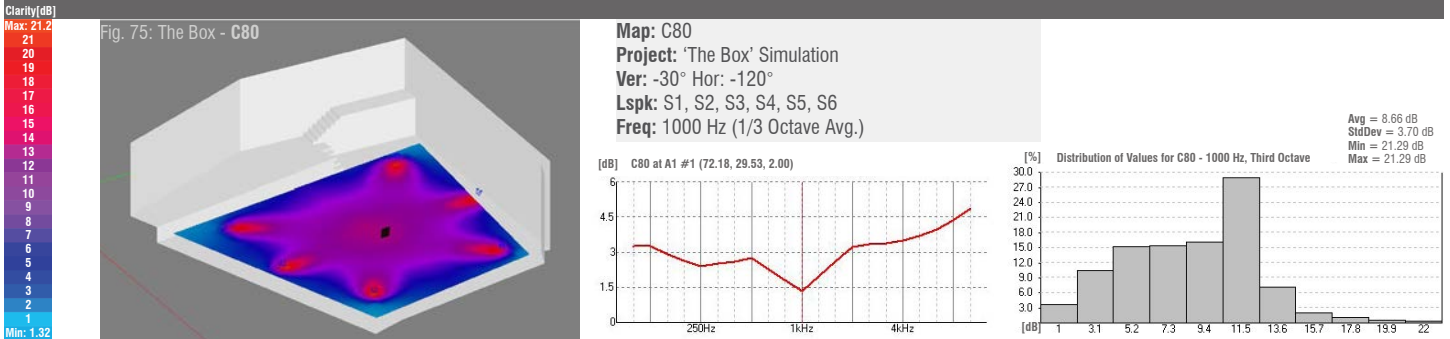 Clarity[dB]
Max: 21.2
21
20
19
18
17
16
15
14
13
12
11
10
9
8
7
6
5
4
3
2
1
Min: 1.32
Fig. 75: The Box - C80
Map: C80
Project: 'The Box' Simulation
Ver: -30° Hor: -120°
Lspk: S1, S2, S3, S4, S5, S6
Freq: 1000 Hz (1/3 Octave Avg.)
[dB] C80 at A1 #1 (72.18, 29.53, 2.00)
6
4.5
3
1.5
0
250Hz 1kHz 4kHz
Avg = 8.66 dB
StdDev = 3.70 dB
Min = 21.29 dB
Max = 21.29 dB
[%] Distribution of Values for C80 - 1000 Hz, Third Octave
30.0
27.0
24.0
21.0
18.0
15.0
12.0
9.0
6.0
3.0
[dB] 1 3.1 5.2 7.3 9.4 11.5 13.6 15.7 17.8 19.9 22